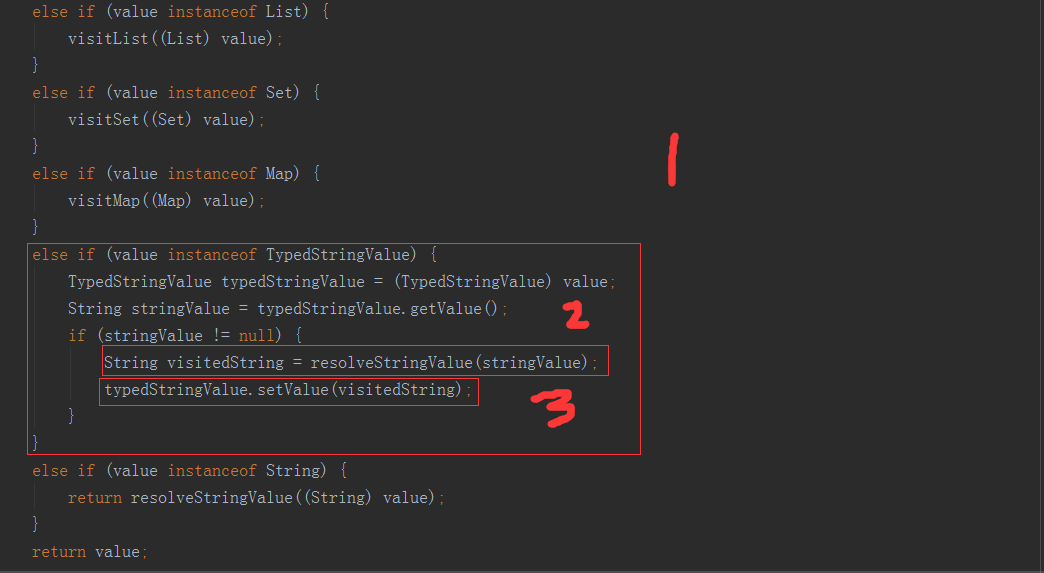 else if (value instanceof List) {
    visitList((List) value);
}
else if (value instanceof Set) {
    visitSet((Set) value);
}
else if (value instanceof Map) {
    visitMap((Map) value);
}
1
else if (value instanceof TypedStringValue) {
    TypedStringValue typedStringValue = (TypedStringValue) value;
    String stringValue = typedStringValue.getValue();
2
    if (stringValue != null) {
        String visitedString = resolveStringValue(stringValue);
        typedStringValue.setValue(visitedString);
3
    }
}
else if (value instanceof String) {
    return resolveStringValue((String) value);
}
return value;